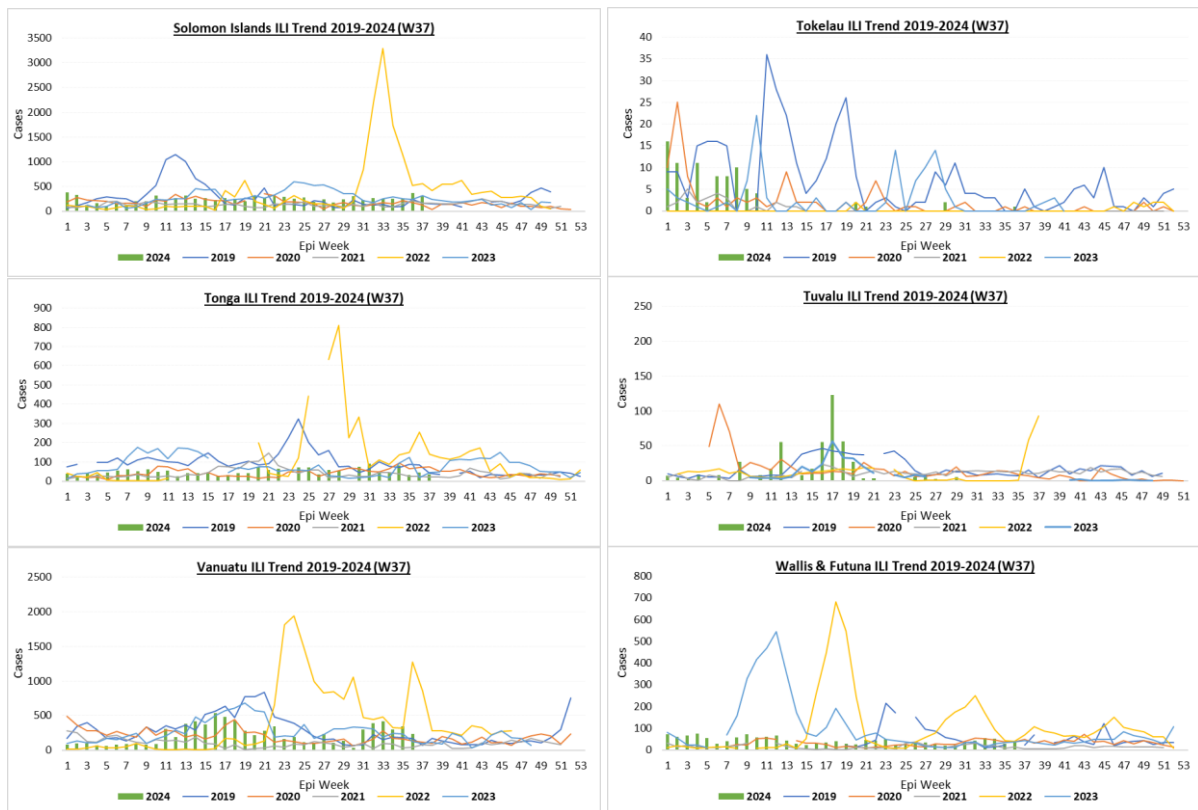 Solomon Islands ILI Trend 2019-2024 (W37)
3500
3000
2500
2000
1500
1000
500
0
Cases
1 3 5 7 9 11 13 15 17 19 21 23 25 27 29 31 33 35 37 39 41 43 45 47 49 51 53
Epi Week
2024 2019 2020 2021 2022 2023
Tokelau ILI Trend 2019-2024 (W37)
40
35
30
25
20
15
10
5
0
Cases
1 3 5 7 9 11 13 15 17 19 21 23 25 27 29 31 33 35 37 39 41 43 45 47 49 51 53
Epi Week
2024 2019 2020 2021 2022 2023
Tonga ILI Trend 2019-2024 (W37)
900
800
700
600
500
400
300
200
100
0
Cases
1 3 5 7 9 11 13 15 17 19 21 23 25 27 29 31 33 35 37 39 41 43 45 47 49 51
Epi Week
2024 2019 2020 2021 2022 2023
Tuvalu ILI Trend 2019-2024 (W37)
250
200
150
100
50
0
Cases
1 3 5 7 9 11 13 15 17 19 21 23 25 27 29 31 33 35 37 39 41 43 45 47 49 51 53
Epi Week
2024 2019 2020 2021 2022 2023
Vanuatu ILI Trend 2019-2024 (W37)
2500
2000
1500
1000
500
0
Cases
1 3 5 7 9 11 13 15 17 19 21 23 25 27 29 31 33 35 37 39 41 43 45 47 49 51 53
Epi Week
2024 2019 2020 2021 2022 2023
Wallis & Futuna ILI Trend 2019-2024 (W37)
800
700
600
500
400
300
200
100
0
Cases
1 3 5 7 9 11 13 15 17 19 21 23 25 27 29 31 33 35 37 39 41 43 45 47 49 51 53
Epi Week
2024 2019 2020 2021 2022 2023